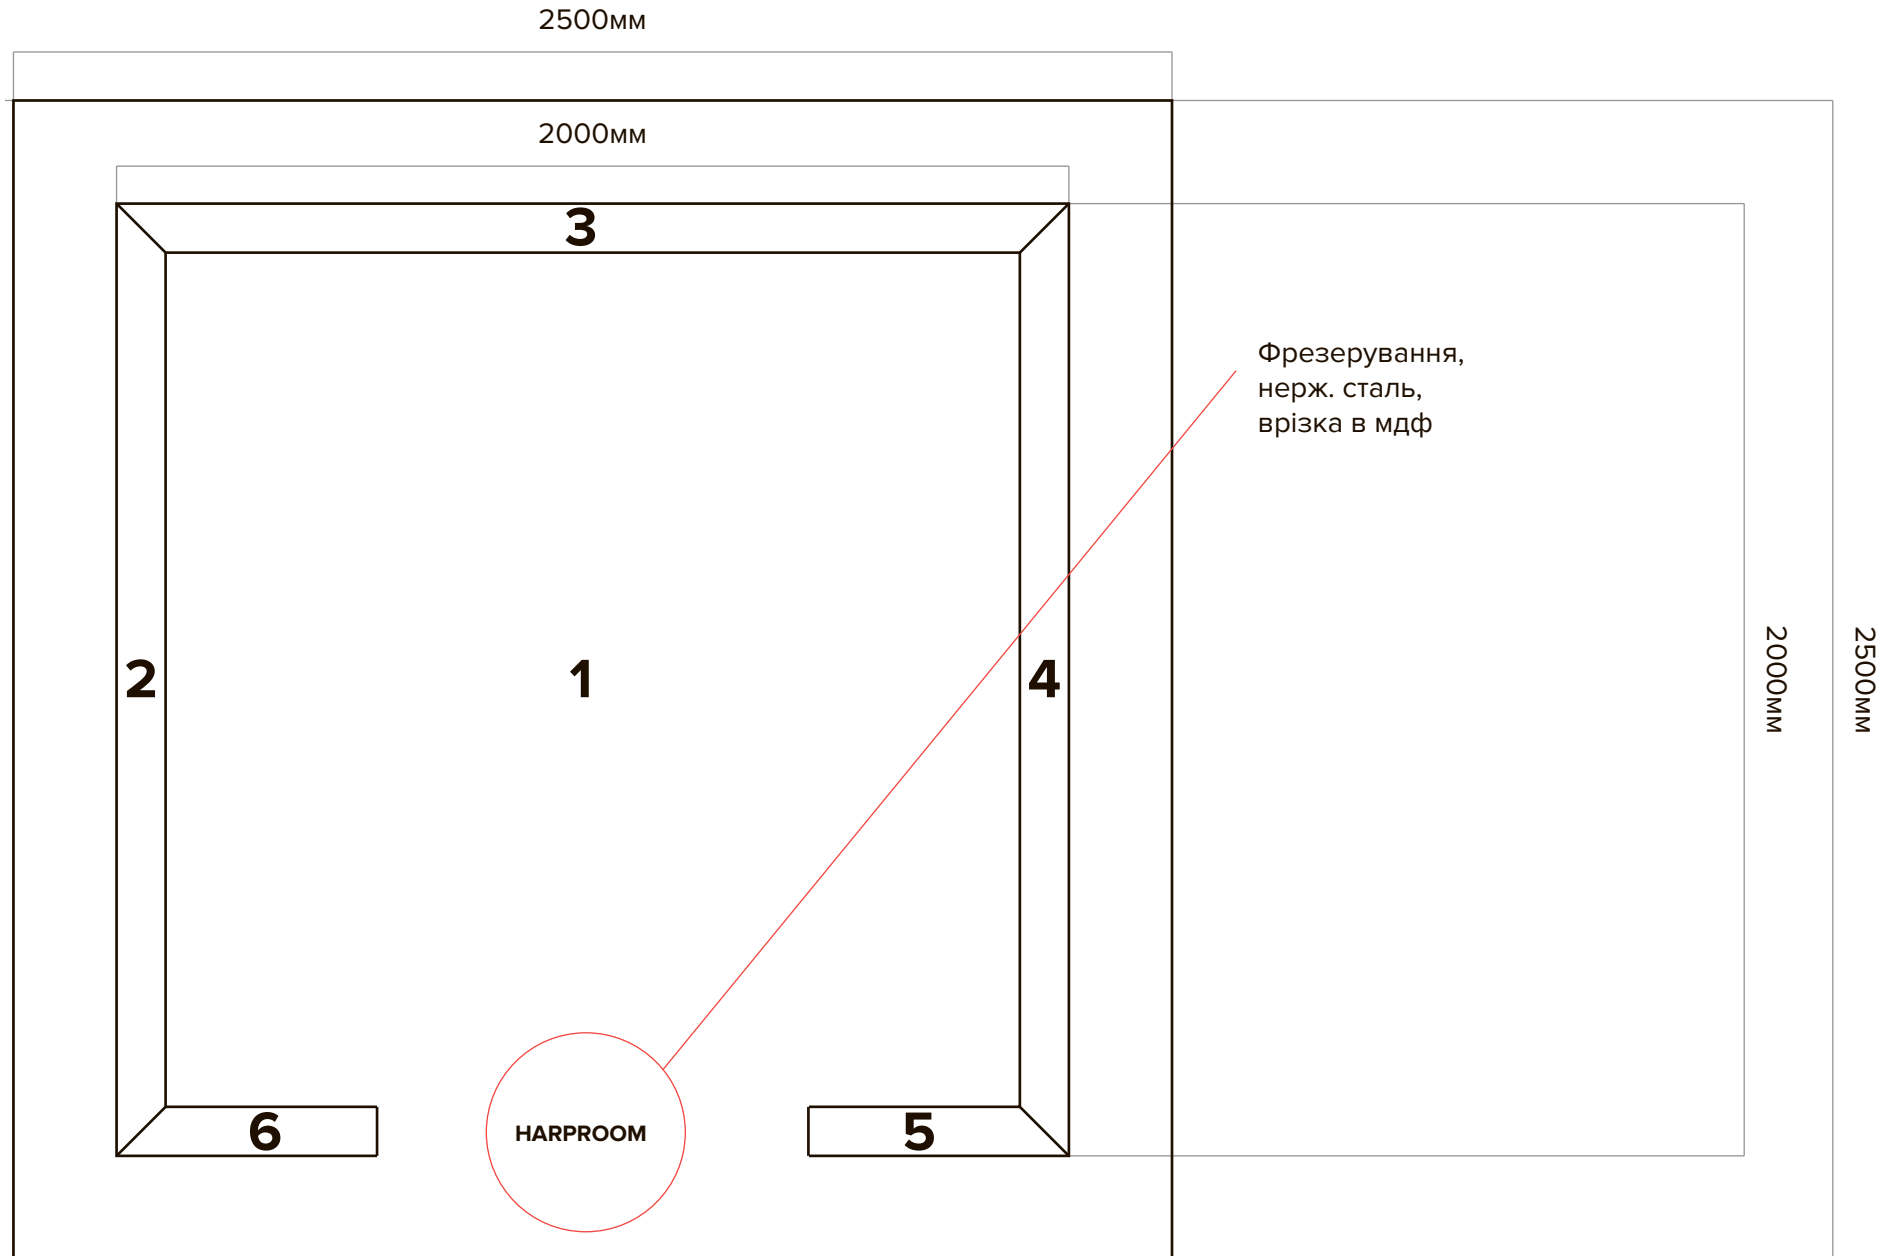 2500мм
2000мм
3
Фрезерування,
нерж. сталь,
врізка в мдф
2
1
4
2000мм
2500мм
6
HARPROOM
5